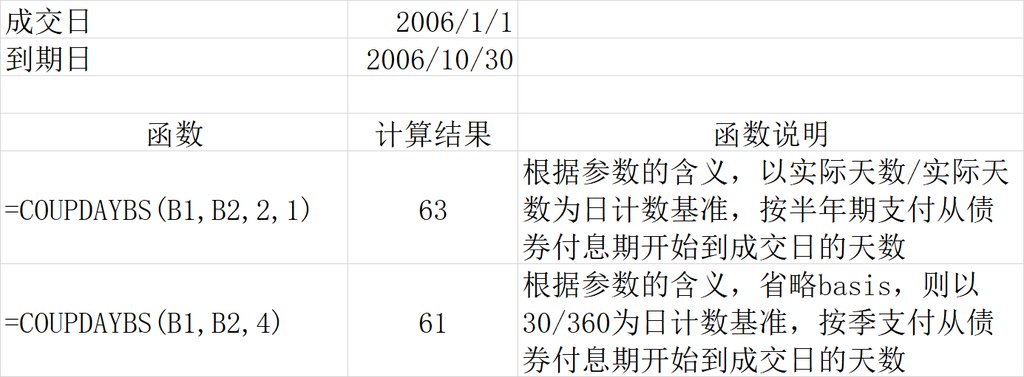 成交日 2006/1/1
到期日 2006/10/30
函数 计算结果 函数说明
=COUPDAYBS(B1,B2,2,1) 63 根据参数的含义，以实际天数/实际天
数为日计数基准，按半年期支付从债
券付息期开始到成交日的天数
=COUPDAYBS(B1,B2,4) 61 根据参数的含义，省略basis，则以
30/360为日计数基准，按季支付从债
券付息期开始到成交日的天数